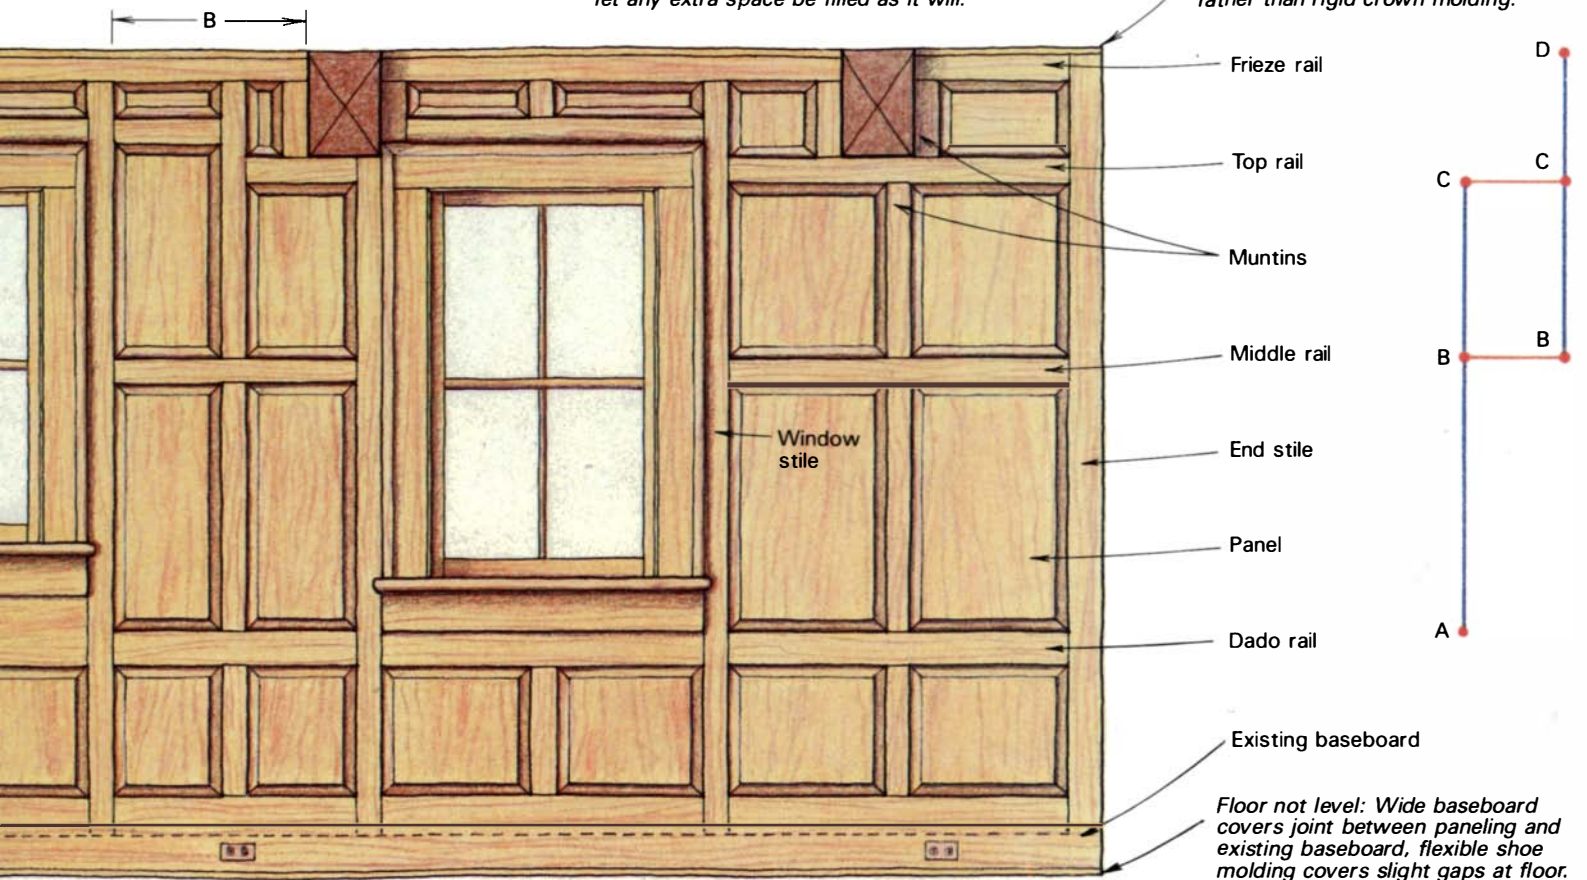 let any extra space be filled as it will.
rather than rigid crown molding.
B
Frieze rail
Top rail
Muntins
Middle rail
Window
stile
End stile
Panel
Dado rail
Existing baseboard
Floor not level: Wide baseboard
covers joint between paneling and
existing baseboard, flexible shoe
molding covers slight gaps at floor.
D
C
C
B
B
A